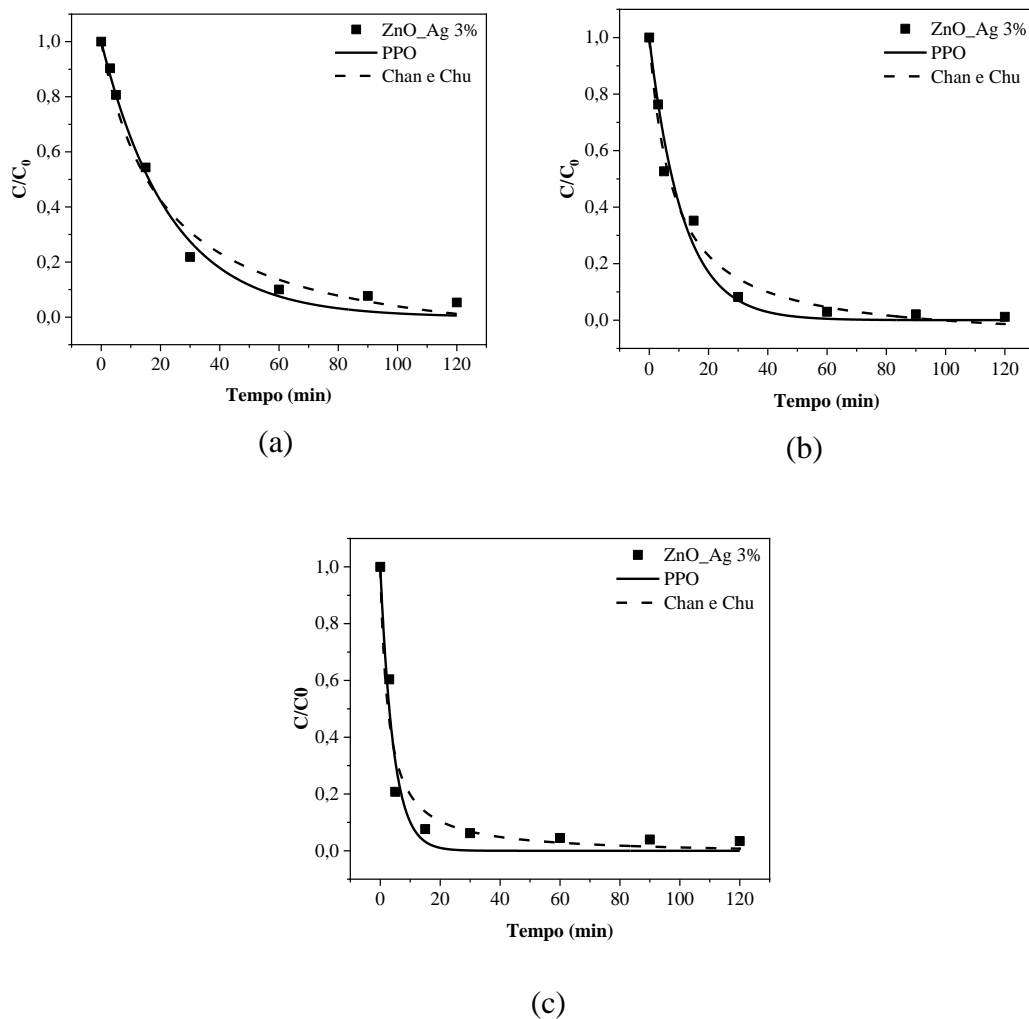 ZnO_Ag 3%
PPO
Chan e Chu
1,0
0,8
0,6
0,4
0,2
0,0
C/C₀
0 20 40 60 80 100 120
Tempo (min)
(a)
ZnO_Ag 3%
PPO
Chan e Chu
1,0
0,8
0,6
0,4
0,2
0,0
C/C₀
0 20 40 60 80 100 120
Tempo (min)
(b)
ZnO_Ag 3%
PPO
Chan e Chu
1,0
0,8
0,6
0,4
0,2
0,0
C/C0
0 20 40 60 80 100 120
Tempo (min)
(c)